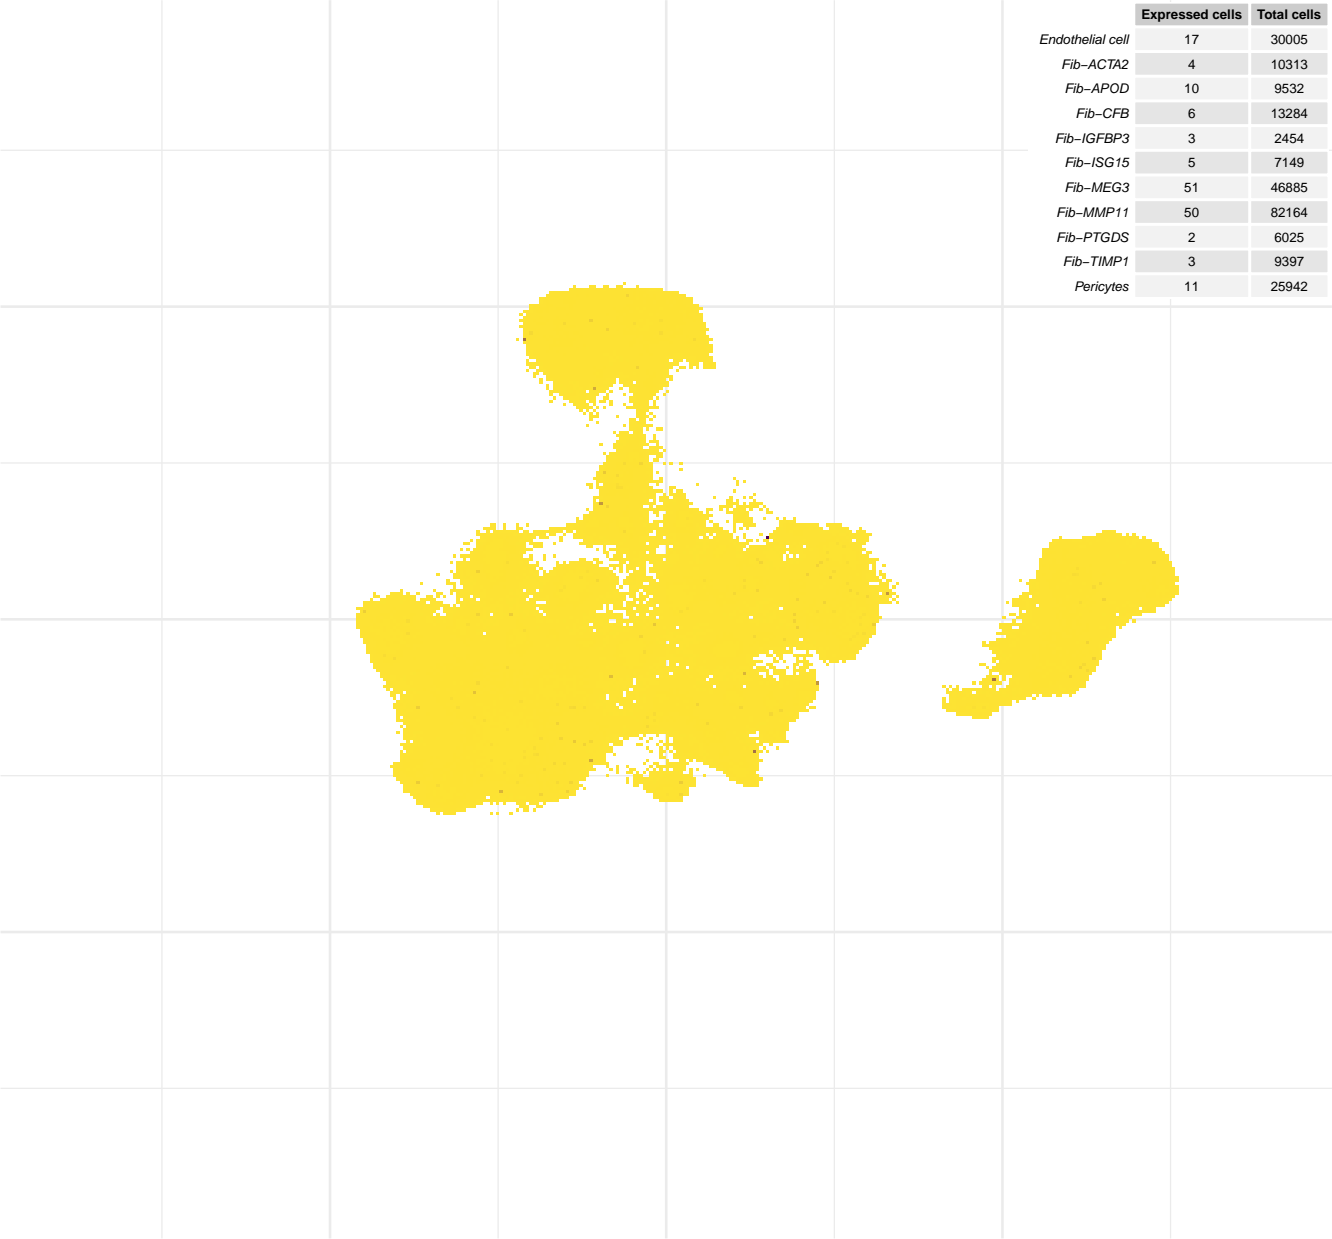 Expressed cells Total cells
Endothelial cell 17 30005
Fib−ACTA2 4 10313
Fib−APOD 10 9532
Fib−CFB 6 13284
Fib−IGFBP3 3 2454
Fib−ISG15 5 7149
Fib−MEG3 51 46885
Fib−MMP11 50 82164
Fib−PTGDS 2 6025
Fib−TIMP1 3 9397
Pericytes 11 25942